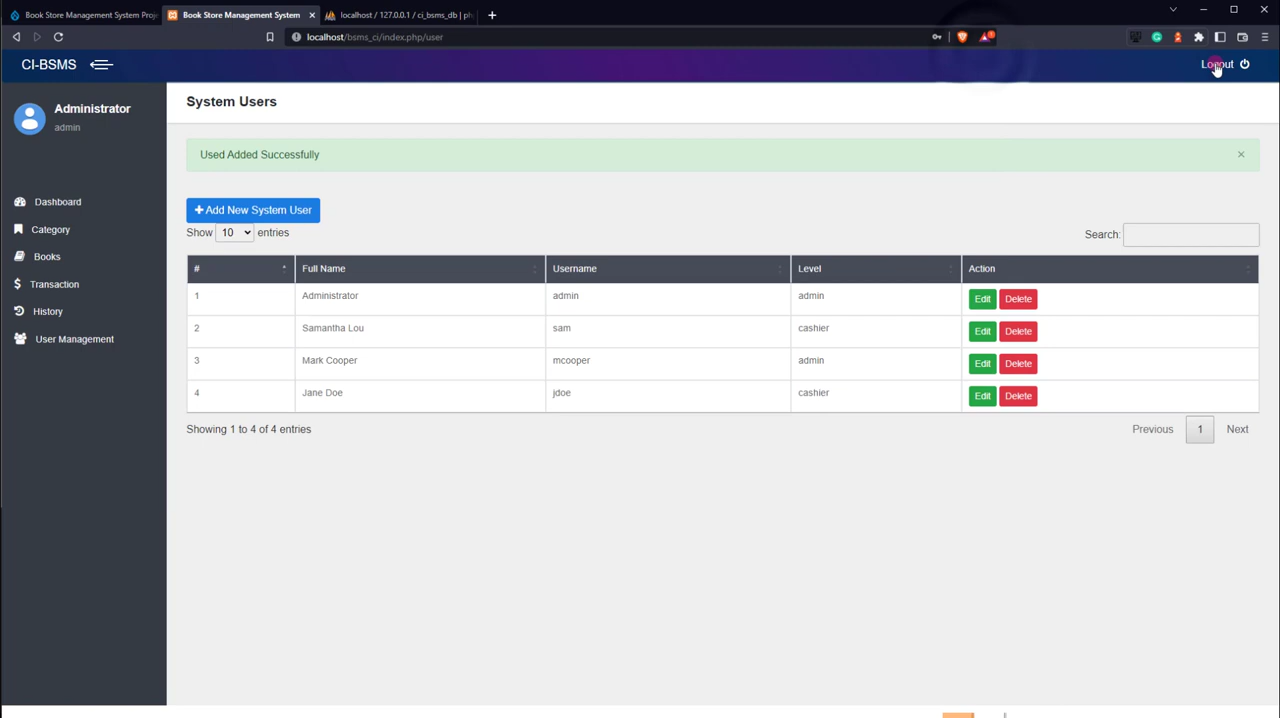 Book Store Management System Proj
Book Store Management System
localhost / 127.0.0.1 / ci_bsms_db | ph
localhost/bsms_ci/index.php/user
CI-BSMS
Logout
Administrator
admin
Dashboard
Category
Books
Transaction
History
User Management
System Users
Used Added Successfully
×
+ Add New System User
Show 10 entries
Search:
# Full Name Username Level Action
1 Administrator admin admin Edit Delete
2 Samantha Lou sam cashier Edit Delete
3 Mark Cooper mcooper admin Edit Delete
4 Jane Doe jdoe cashier Edit Delete
Showing 1 to 4 of 4 entries
Previous 1 Next